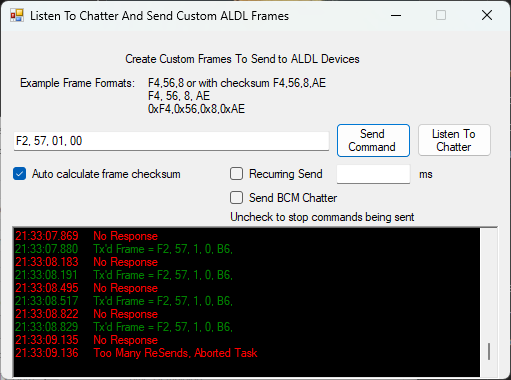 Listen To Chatter And Send Custom ALDL Frames
Create Custom Frames To Send to ALDL Devices
Example Frame Formats: F4,56,8 or with checksum F4,56,8,AE
F4, 56, 8, AE
0xF4,0x56,0x8,0xAE
F2, 57, 01, 00
Send Command
Listen To Chatter
Auto calculate frame checksum
Recurring Send
ms
Send BCM Chatter
Uncheck to stop commands being sent
21:33:07.869 No Response
21:33:07.880 Tx'd Frame = F2, 57, 1, 0, B6,
21:33:08.183 No Response
21:33:08.191 Tx'd Frame = F2, 57, 1, 0, B6,
21:33:08.495 No Response
21:33:08.517 Tx'd Frame = F2, 57, 1, 0, B6,
21:33:08.822 No Response
21:33:08.829 Tx'd Frame = F2, 57, 1, 0, B6,
21:33:09.135 No Response
21:33:09.136 Too Many ReSends. Aborted Task